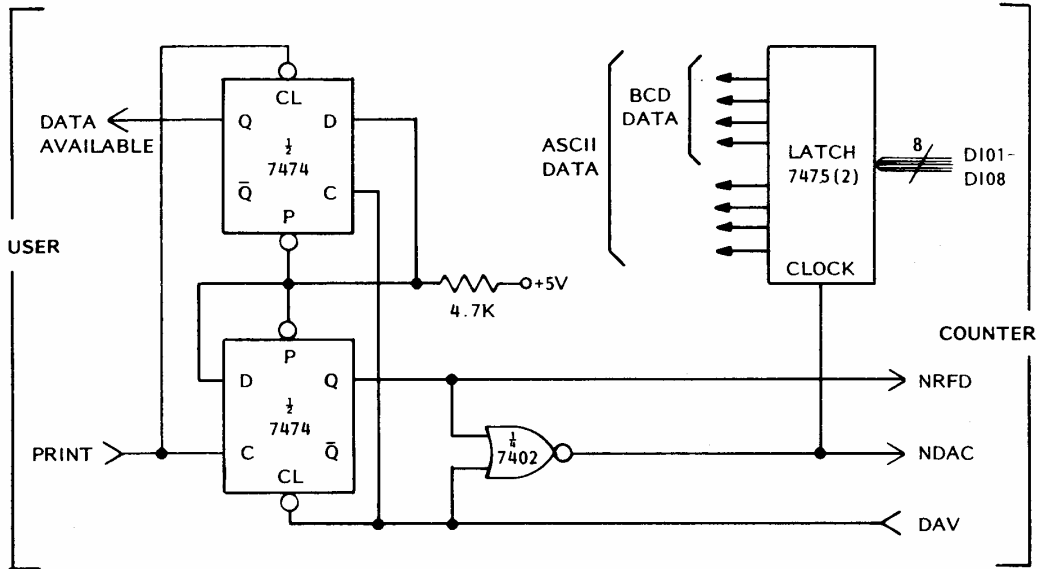 USER
DATA
AVAILABLE
CL
Q
D
½
7474
Q̅
C
P
4.7K
+5V
P
D
Q
½
7474
C
Q̅
CL
PRINT
ASCII
DATA
BCD
DATA
LATCH
7475(2)
CLOCK
8
DI01-
DI08
COUNTER
¼
7402
NRFD
NDAC
DAV